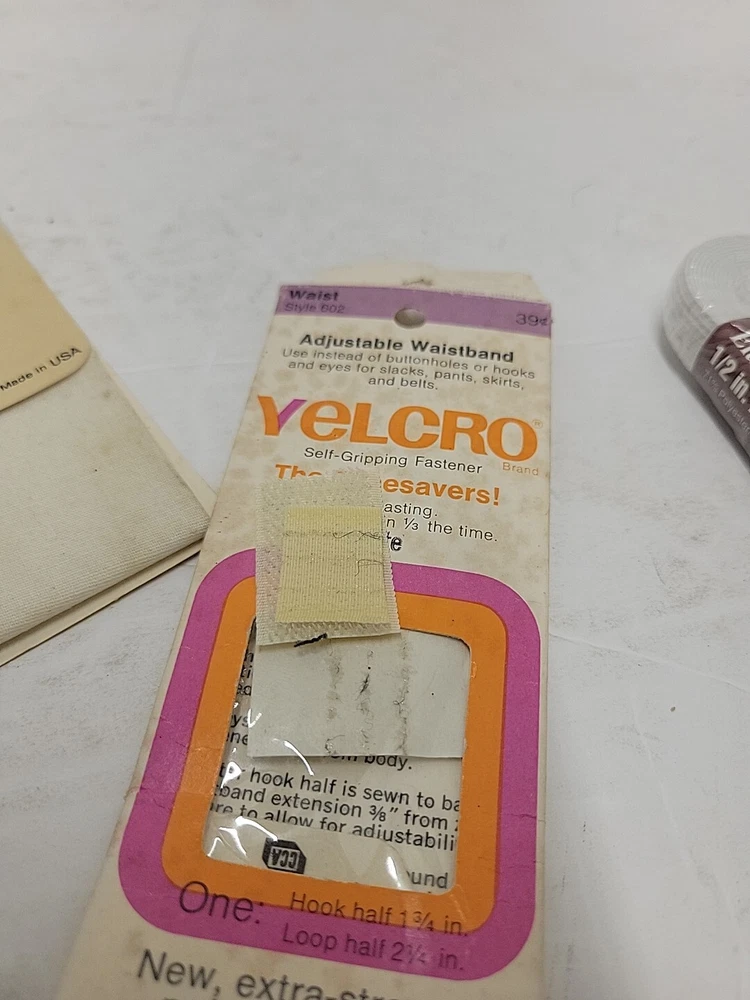 Waist
Style 602
39¢
Adjustable Waistband
Use instead of buttonholes or hooks
and eyes for slacks, pants, skirts,
and belts.
VELCRO®
Self-Gripping Fastener Brand
esavers!
asting.
⅓ the time.
body.
hook half is sewn to
band extension ⅜" from
to allow for adjustabili
CCA
One: Hook half 1¾ in.
Loop half 2¼ in.
New,
Made in USA
1/2 in.